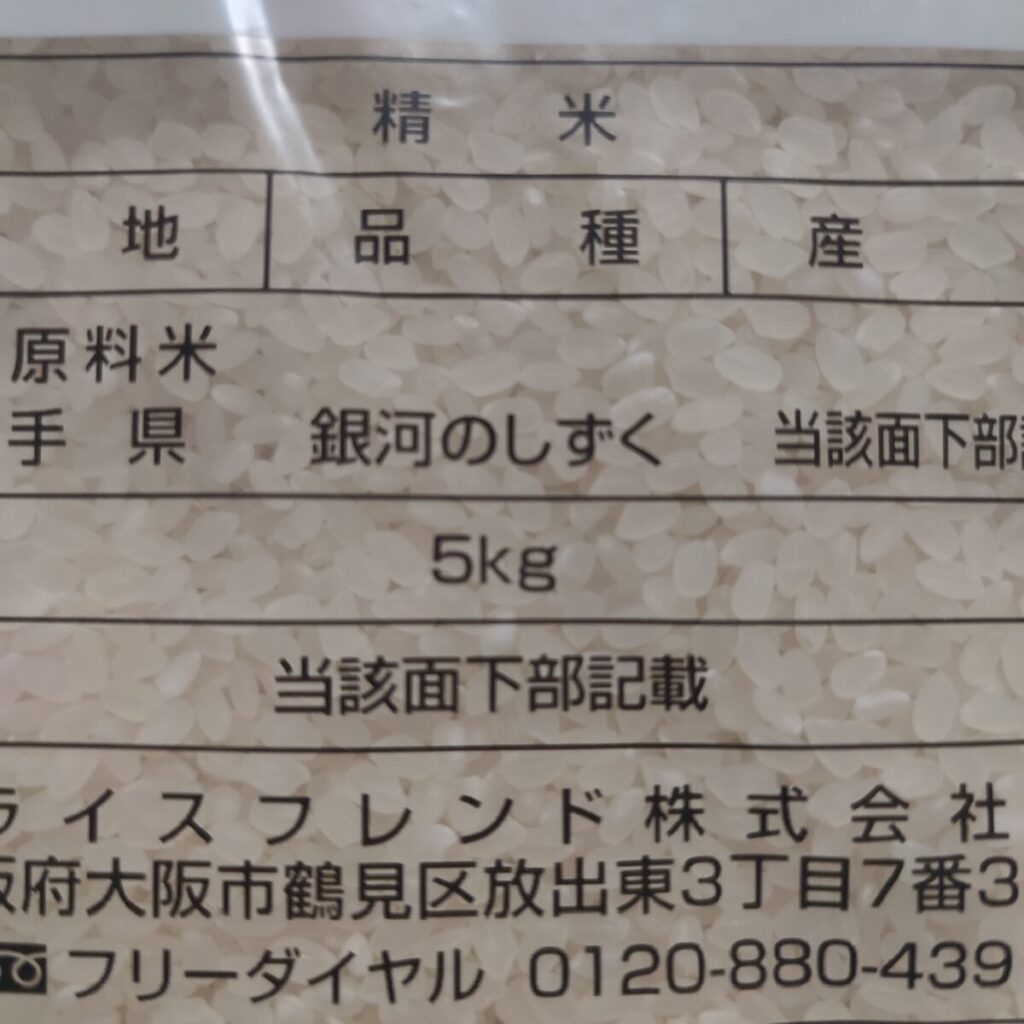 精 米
地 品 種 産
原料米
手 県 銀河のしずく 当該面下部
5kg
当該面下部記載
ライスフレンド株式会社
阪府大阪市鶴見区放出東3丁目7番3
フリーダイヤル 0120-880-439